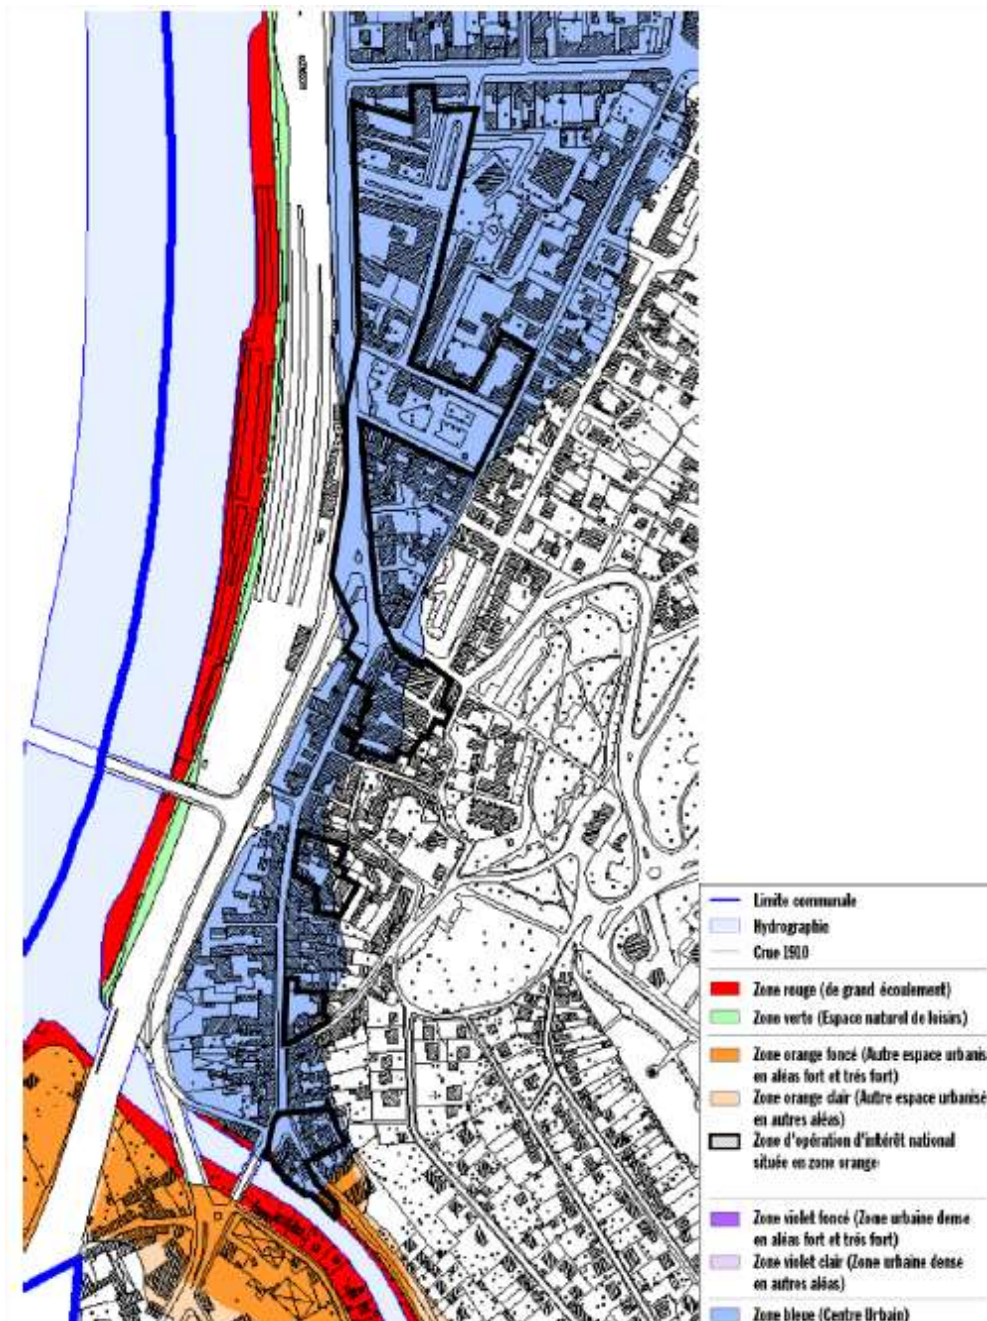 Limite communale
Hydrographie
Crue 1910
Zone rouge (de grand écoulement)
Zone verte (Espace naturel de loisirs)
Zone orange foncé (Autre espace urbanis
en aléas fort et trés fort)
Zone orange clair (Autre espace urbanisé
en autres aléas)
Zone d'opération d'intérêt national
située en zone orange
Zone violet foncé (Zone urbaine dense
en aléas fort et trés fort)
Zone violet clair (Zone urbaine dense
en autres aléas)
Zone bleue (Centre Urbain)